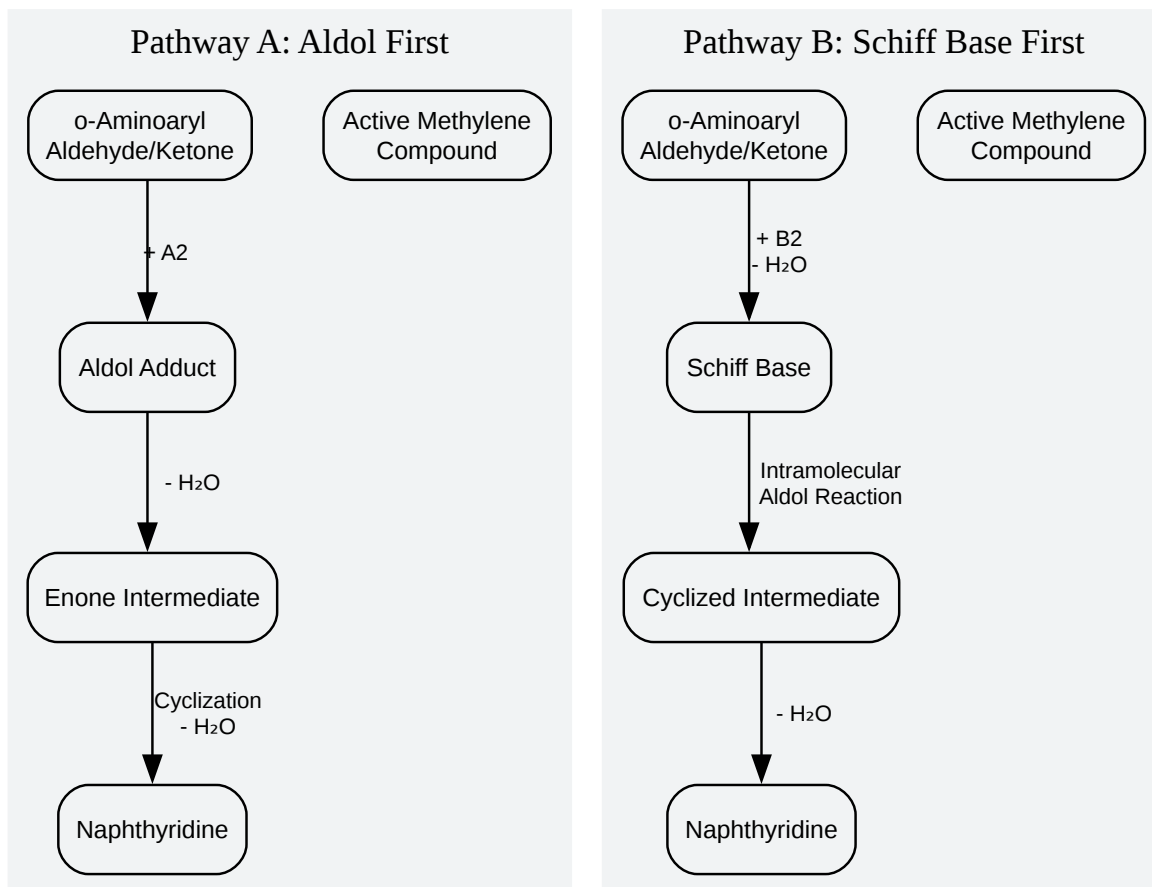 Pathway A: Aldol First
o-Aminoaryl
Aldehyde/Ketone
Active Methylene
Compound
+ A2
Aldol Adduct
- H₂O
Enone Intermediate
Cyclization
- H₂O
Naphthyridine
Pathway B: Schiff Base First
o-Aminoaryl
Aldehyde/Ketone
Active Methylene
Compound
+ B2
- H₂O
Schiff Base
Intramolecular
Aldol Reaction
Cyclized Intermediate
- H₂O
Naphthyridine